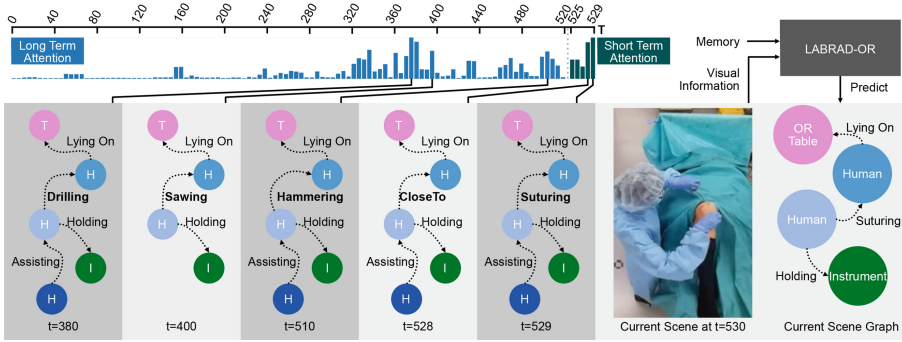 0 40 80 120 160 200 240 280 320 360 400 440 480 520 525 529 T
Long Term
Attention
Short Term
Attention
Memory
Visual
Information
LABRAD-OR
Predict
T
Lying On
H
Drilling
H
Holding
I
Assisting
H
t=380
T
Lying On
H
Sawing
H
Holding
I
t=400
T
Lying On
H
Hammering
H
Holding
I
Assisting
H
t=510
T
Lying On
H
CloseTo
H
Holding
I
Assisting
H
t=528
T
Lying On
H
Suturing
H
Holding
I
Assisting
H
t=529
Current Scene at t=530
OR
Table
Lying On
Human
Human
Suturing
Holding
Instrument
Current Scene Graph